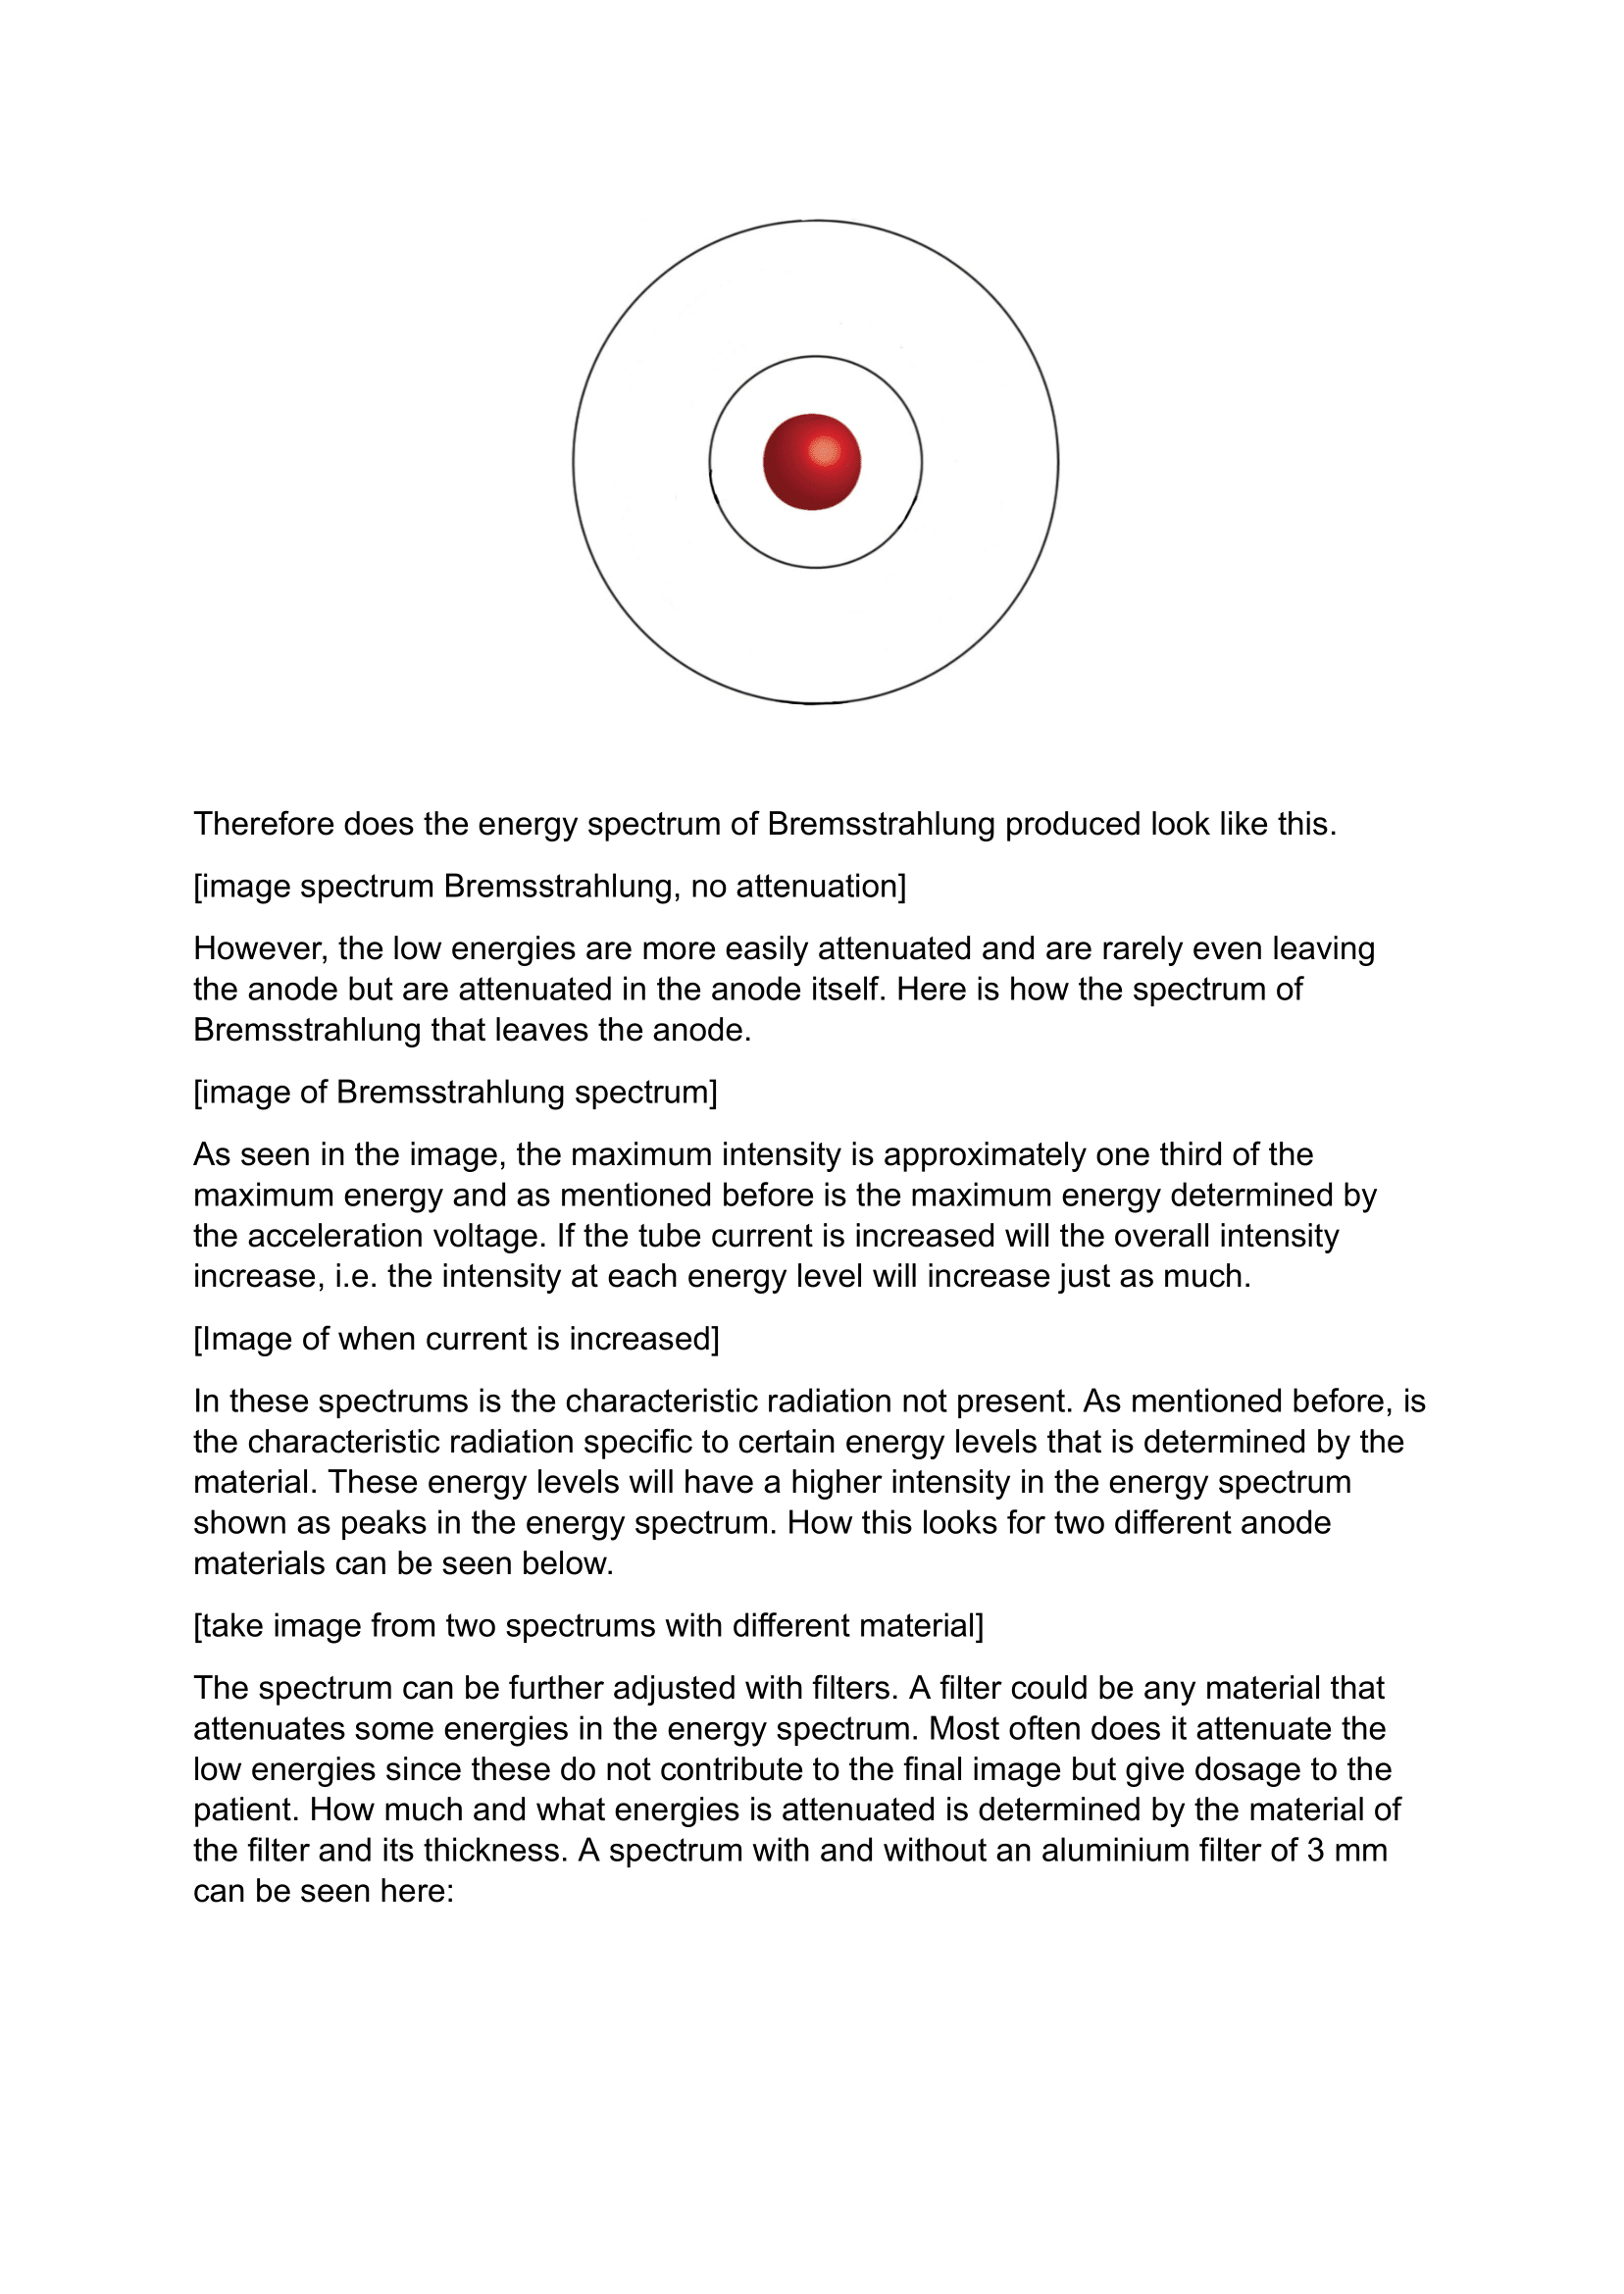 Therefore does the energy spectrum of Bremsstrahlung produced look like this.
[image spectrum Bremsstrahlung, no attenuation]
However, the low energies are more easily attenuated and are rarely even leaving
the anode but are attenuated in the anode itself. Here is how the spectrum of
Bremsstrahlung that leaves the anode.
[image of Bremsstrahlung spectrum]
As seen in the image, the maximum intensity is approximately one third of the
maximum energy and as mentioned before is the maximum energy determined by
the acceleration voltage. If the tube current is increased will the overall intensity
increase, i.e. the intensity at each energy level will increase just as much.
[Image of when current is increased]
In these spectrums is the characteristic radiation not present. As mentioned before, is
the characteristic radiation specific to certain energy levels that is determined by the
material. These energy levels will have a higher intensity in the energy spectrum
shown as peaks in the energy spectrum. How this looks for two different anode
materials can be seen below.
[take image from two spectrums with different material]
The spectrum can be further adjusted with filters. A filter could be any material that
attenuates some energies in the energy spectrum. Most often does it attenuate the
low energies since these do not contribute to the final image but give dosage to the
patient. How much and what energies is attenuated is determined by the material of
the filter and its thickness. A spectrum with and without an aluminium filter of 3 mm
can be seen here: